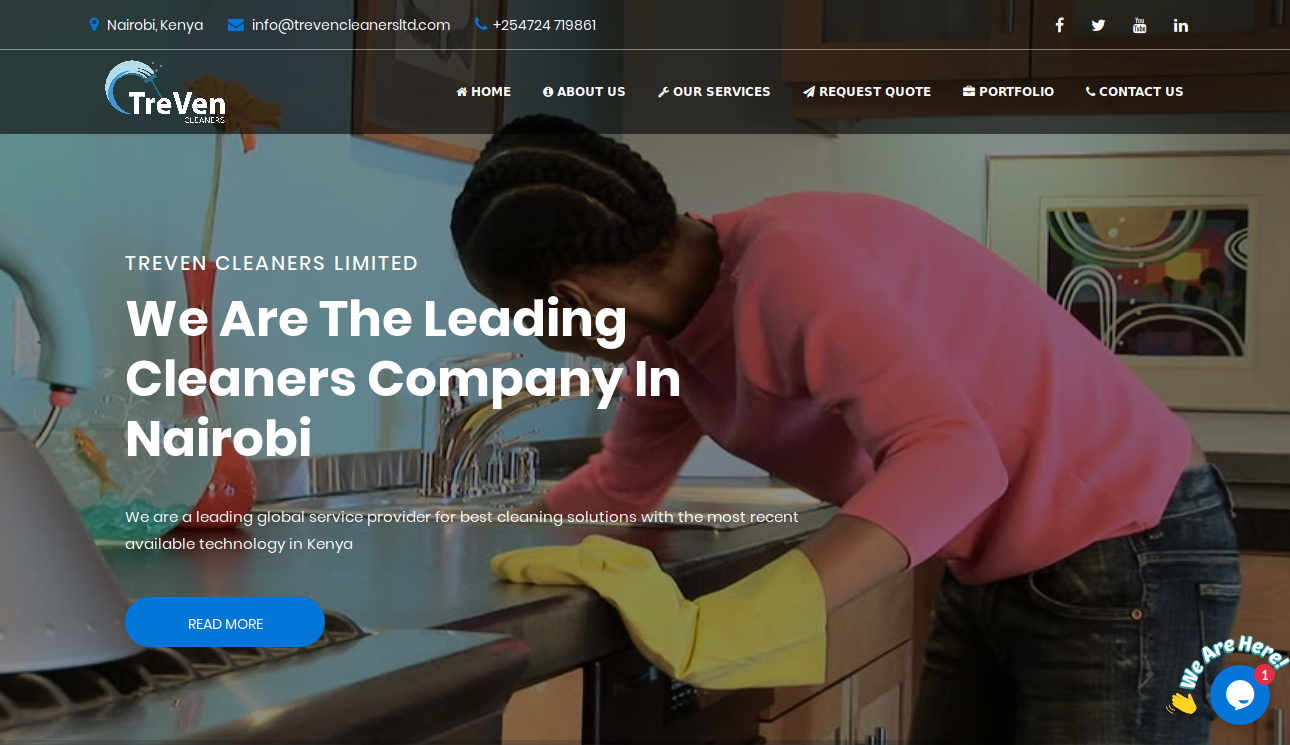 Nairobi, Kenya
info@trevencleanersltd.com
+254724 719861
TreVen
CLEANERS
HOME
ABOUT US
OUR SERVICES
REQUEST QUOTE
PORTFOLIO
CONTACT US
TREVEN CLEANERS LIMITED
We Are The Leading
Cleaners Company In
Nairobi
We are a leading global service provider for best cleaning solutions with the most recent
available technology in Kenya
READ MORE
We Are Here!
1